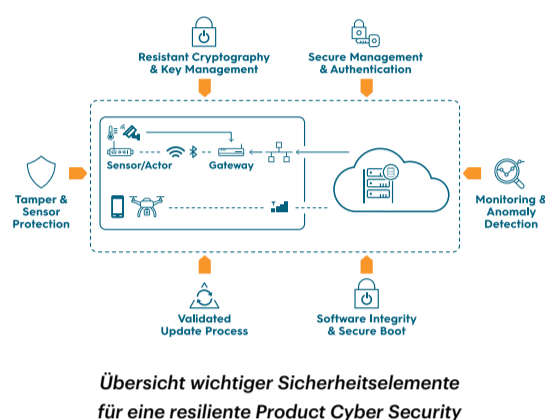 Resistant Cryptography
& Key Management
Secure Management
& Authentication
Sensor/Actor
Gateway
Tamper &
Sensor
Protection
Monitoring &
Anomaly
Detection
Validated
Update Process
Software Integrity
& Secure Boot
Übersicht wichtiger Sicherheitselemente
für eine resiliente Product Cyber Security